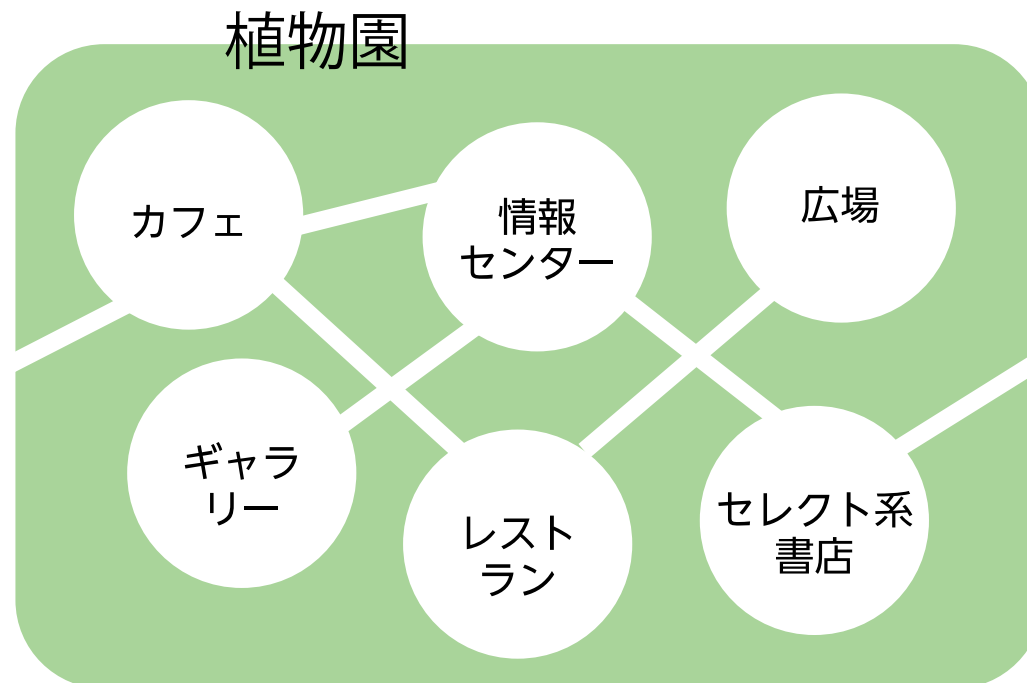 植物園
カフェ
情報
センター
広場
ギャラ
リー
レスト
ラン
セレクト系
書店